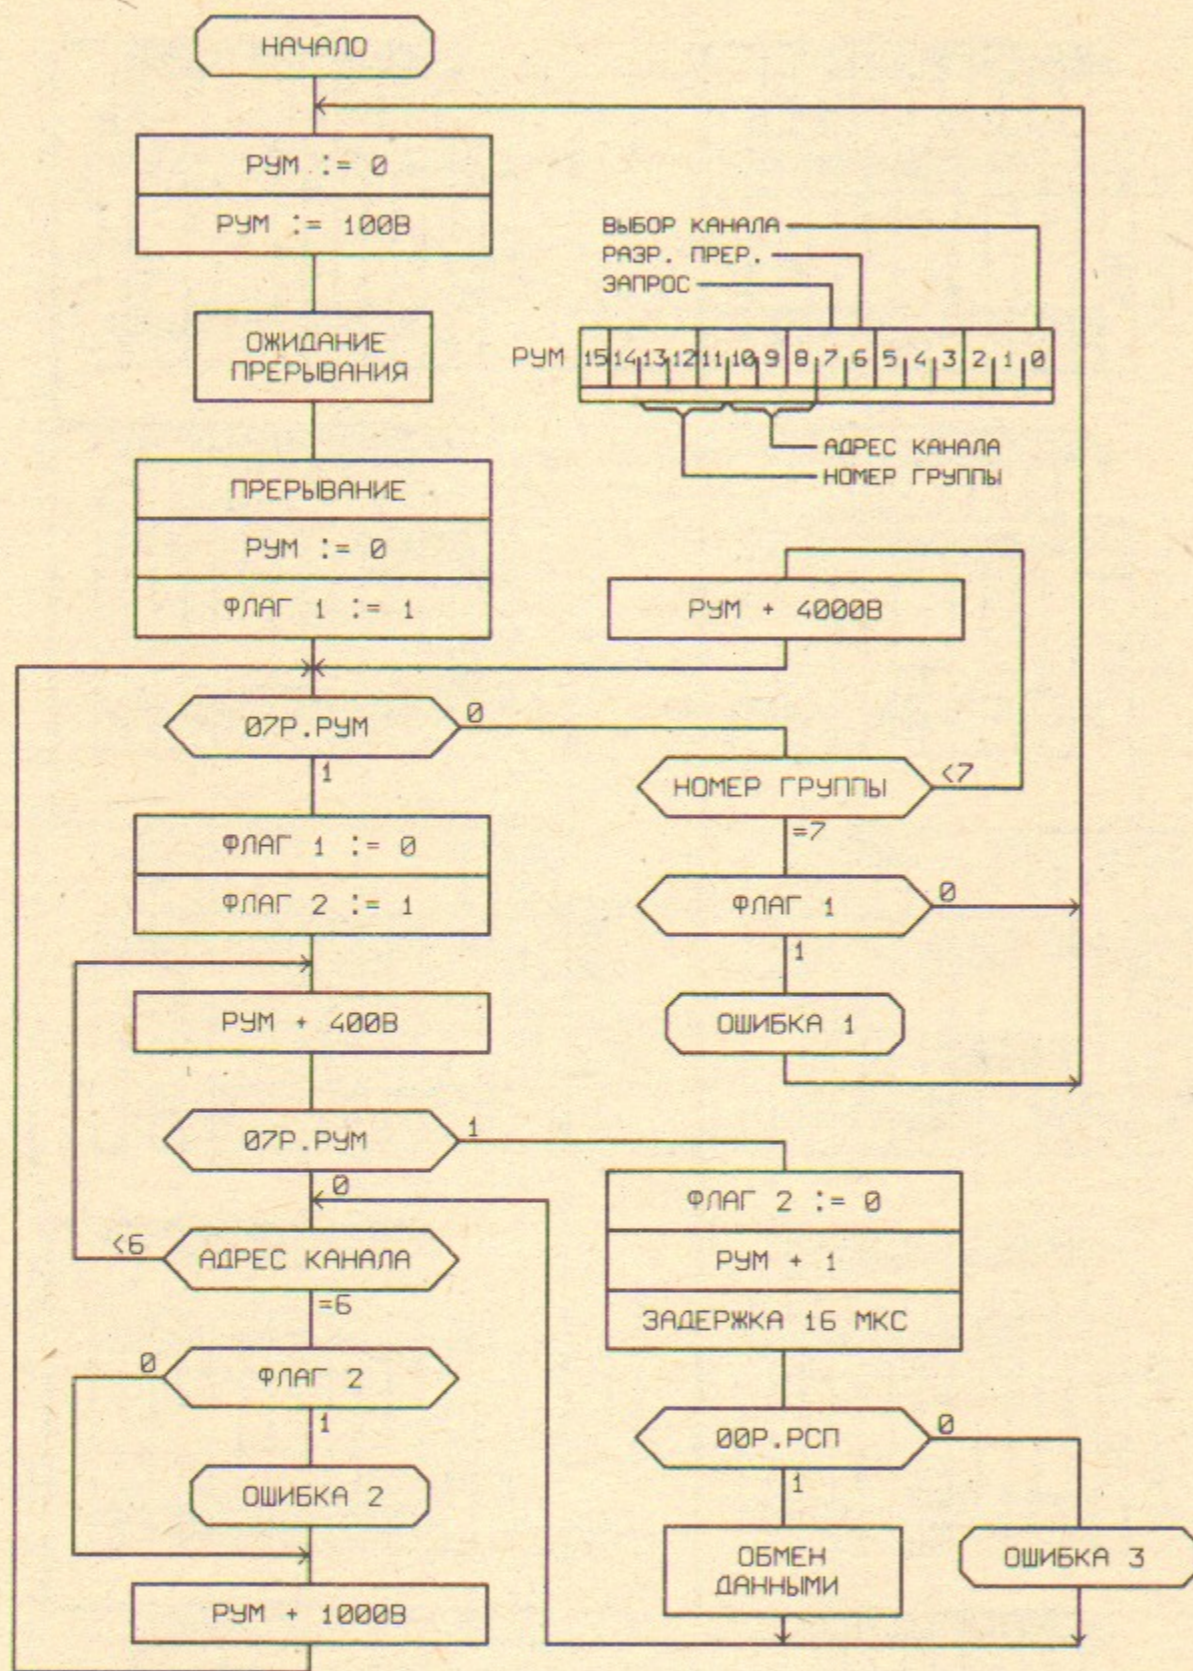 НАЧАЛО
РУМ := 0
РУМ := 100В
ВЫБОР КАНАЛА
РАЗР. ПРЕР.
ЗАПРОС
ОЖИДАНИЕ
ПРЕРЫВАНИЯ
РУМ 15 14 13 12 11 10 9 8 7 6 5 4 3 2 1 0
АДРЕС КАНАЛА
НОМЕР ГРУППЫ
ПРЕРЫВАНИЕ
РУМ := 0
ФЛАГ 1 := 1
РУМ + 4000В
07Р.РУМ 0
1
НОМЕР ГРУППЫ <7
=7
ФЛАГ 1 := 0
ФЛАГ 2 := 1
ФЛАГ 1 0
1
ОШИБКА 1
РУМ + 400В
07Р.РУМ 1
0
<6 АДРЕС КАНАЛА
=6
0 ФЛАГ 2
1
ОШИБКА 2
РУМ + 1000В
ФЛАГ 2 := 0
РУМ + 1
ЗАДЕРЖКА 16 МКС
00Р.РСП 0
1
ОБМЕН
ДАННЫМИ
ОШИБКА 3